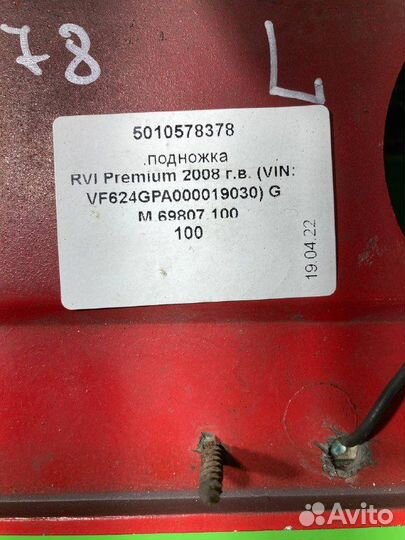 78
L
5010578378
.подножка
RVI Premium 2008 г.в. (VIN:
VF624GPA000019030) G
M 69807 100
100
19.04.22
Avito